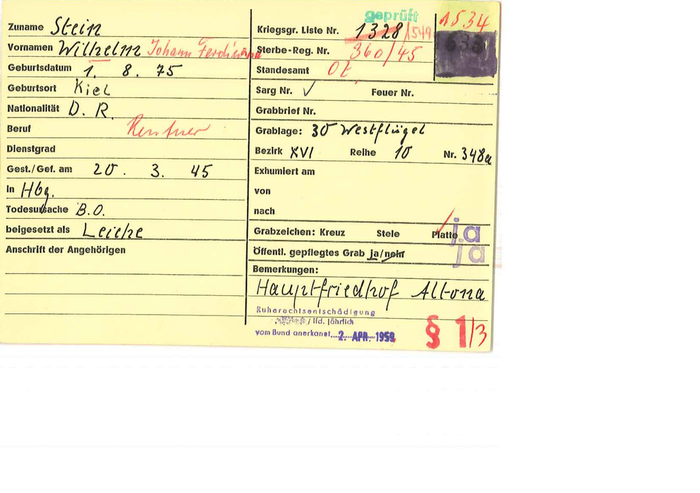 Zuname Stein
Vornamen Wilhelm Johann Ferdinand
Geburtsdatum 1. 8. 75
Geburtsort Kiel
Nationalität D. R.
Beruf Rentner
Dienstgrad
Gest./Gef. am 20. 3. 45
in Hbg.
Todesursache B.O.
beigesetzt als Leiche
Anschrift der Angehörigen
geprüft
Kriegsgr. Liste Nr. 1328 1549
1534
Sterbe-Reg. Nr. 360/45
Standesamt
Sarg Nr. ✓ Feuer Nr.
Grabbrief Nr.
Grablage: 30 Westflügel
Bezirk XVI Reihe 10 Nr. 348a
Exhumiert am
von
nach
Grabzeichen: Kreuz Stele Platte ja
Öffentl. gepflegtes Grab ja/nein ja
Bemerkungen:
Hauptfriedhof Altona
Ruherechtsentschädigung
/ lfd. jährlich
vom Bund anerkannt 2. APR. 1959
§ 1/3